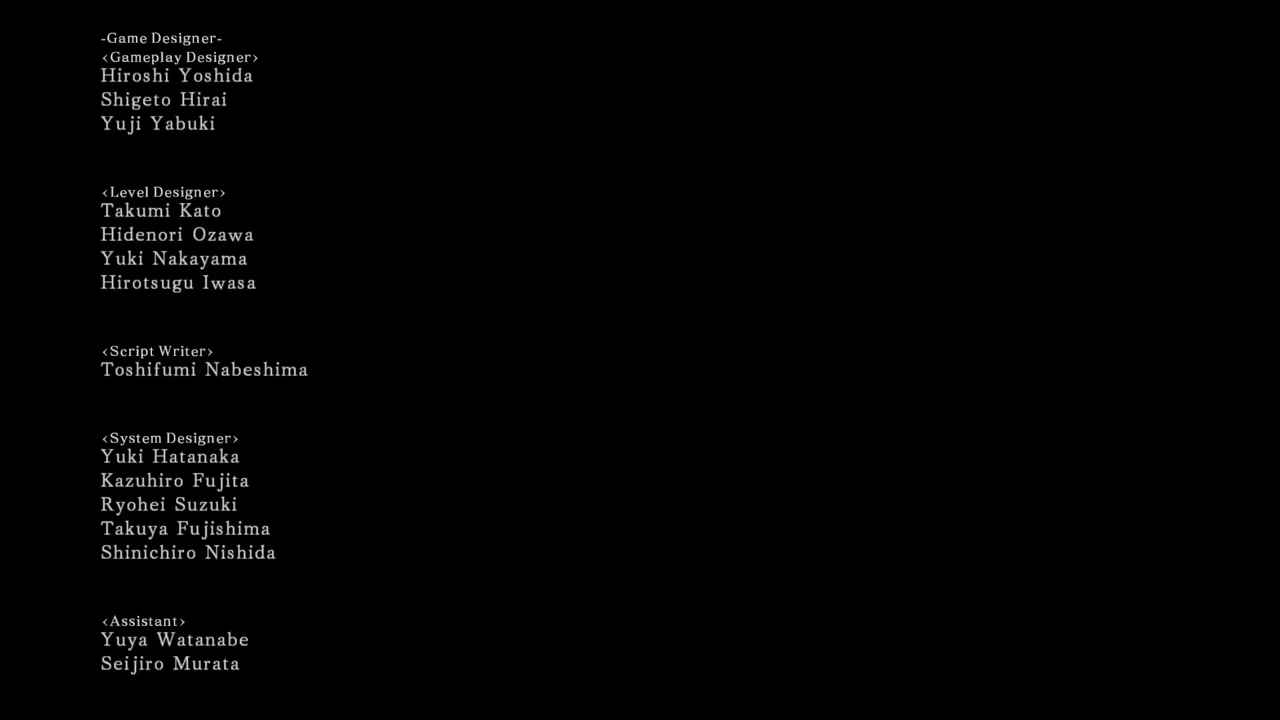 -Game Designer-
‹Gameplay Designer›
Hiroshi Yoshida
Shigeto Hirai
Yuji Yabuki
‹Level Designer›
Takumi Kato
Hidenori Ozawa
Yuki Nakayama
Hirotsugu Iwasa
‹Script Writer›
Toshifumi Nabeshima
‹System Designer›
Yuki Hatanaka
Kazuhiro Fujita
Ryohei Suzuki
Takuya Fujishima
Shinichiro Nishida
‹Assistant›
Yuya Watanabe
Seijiro Murata